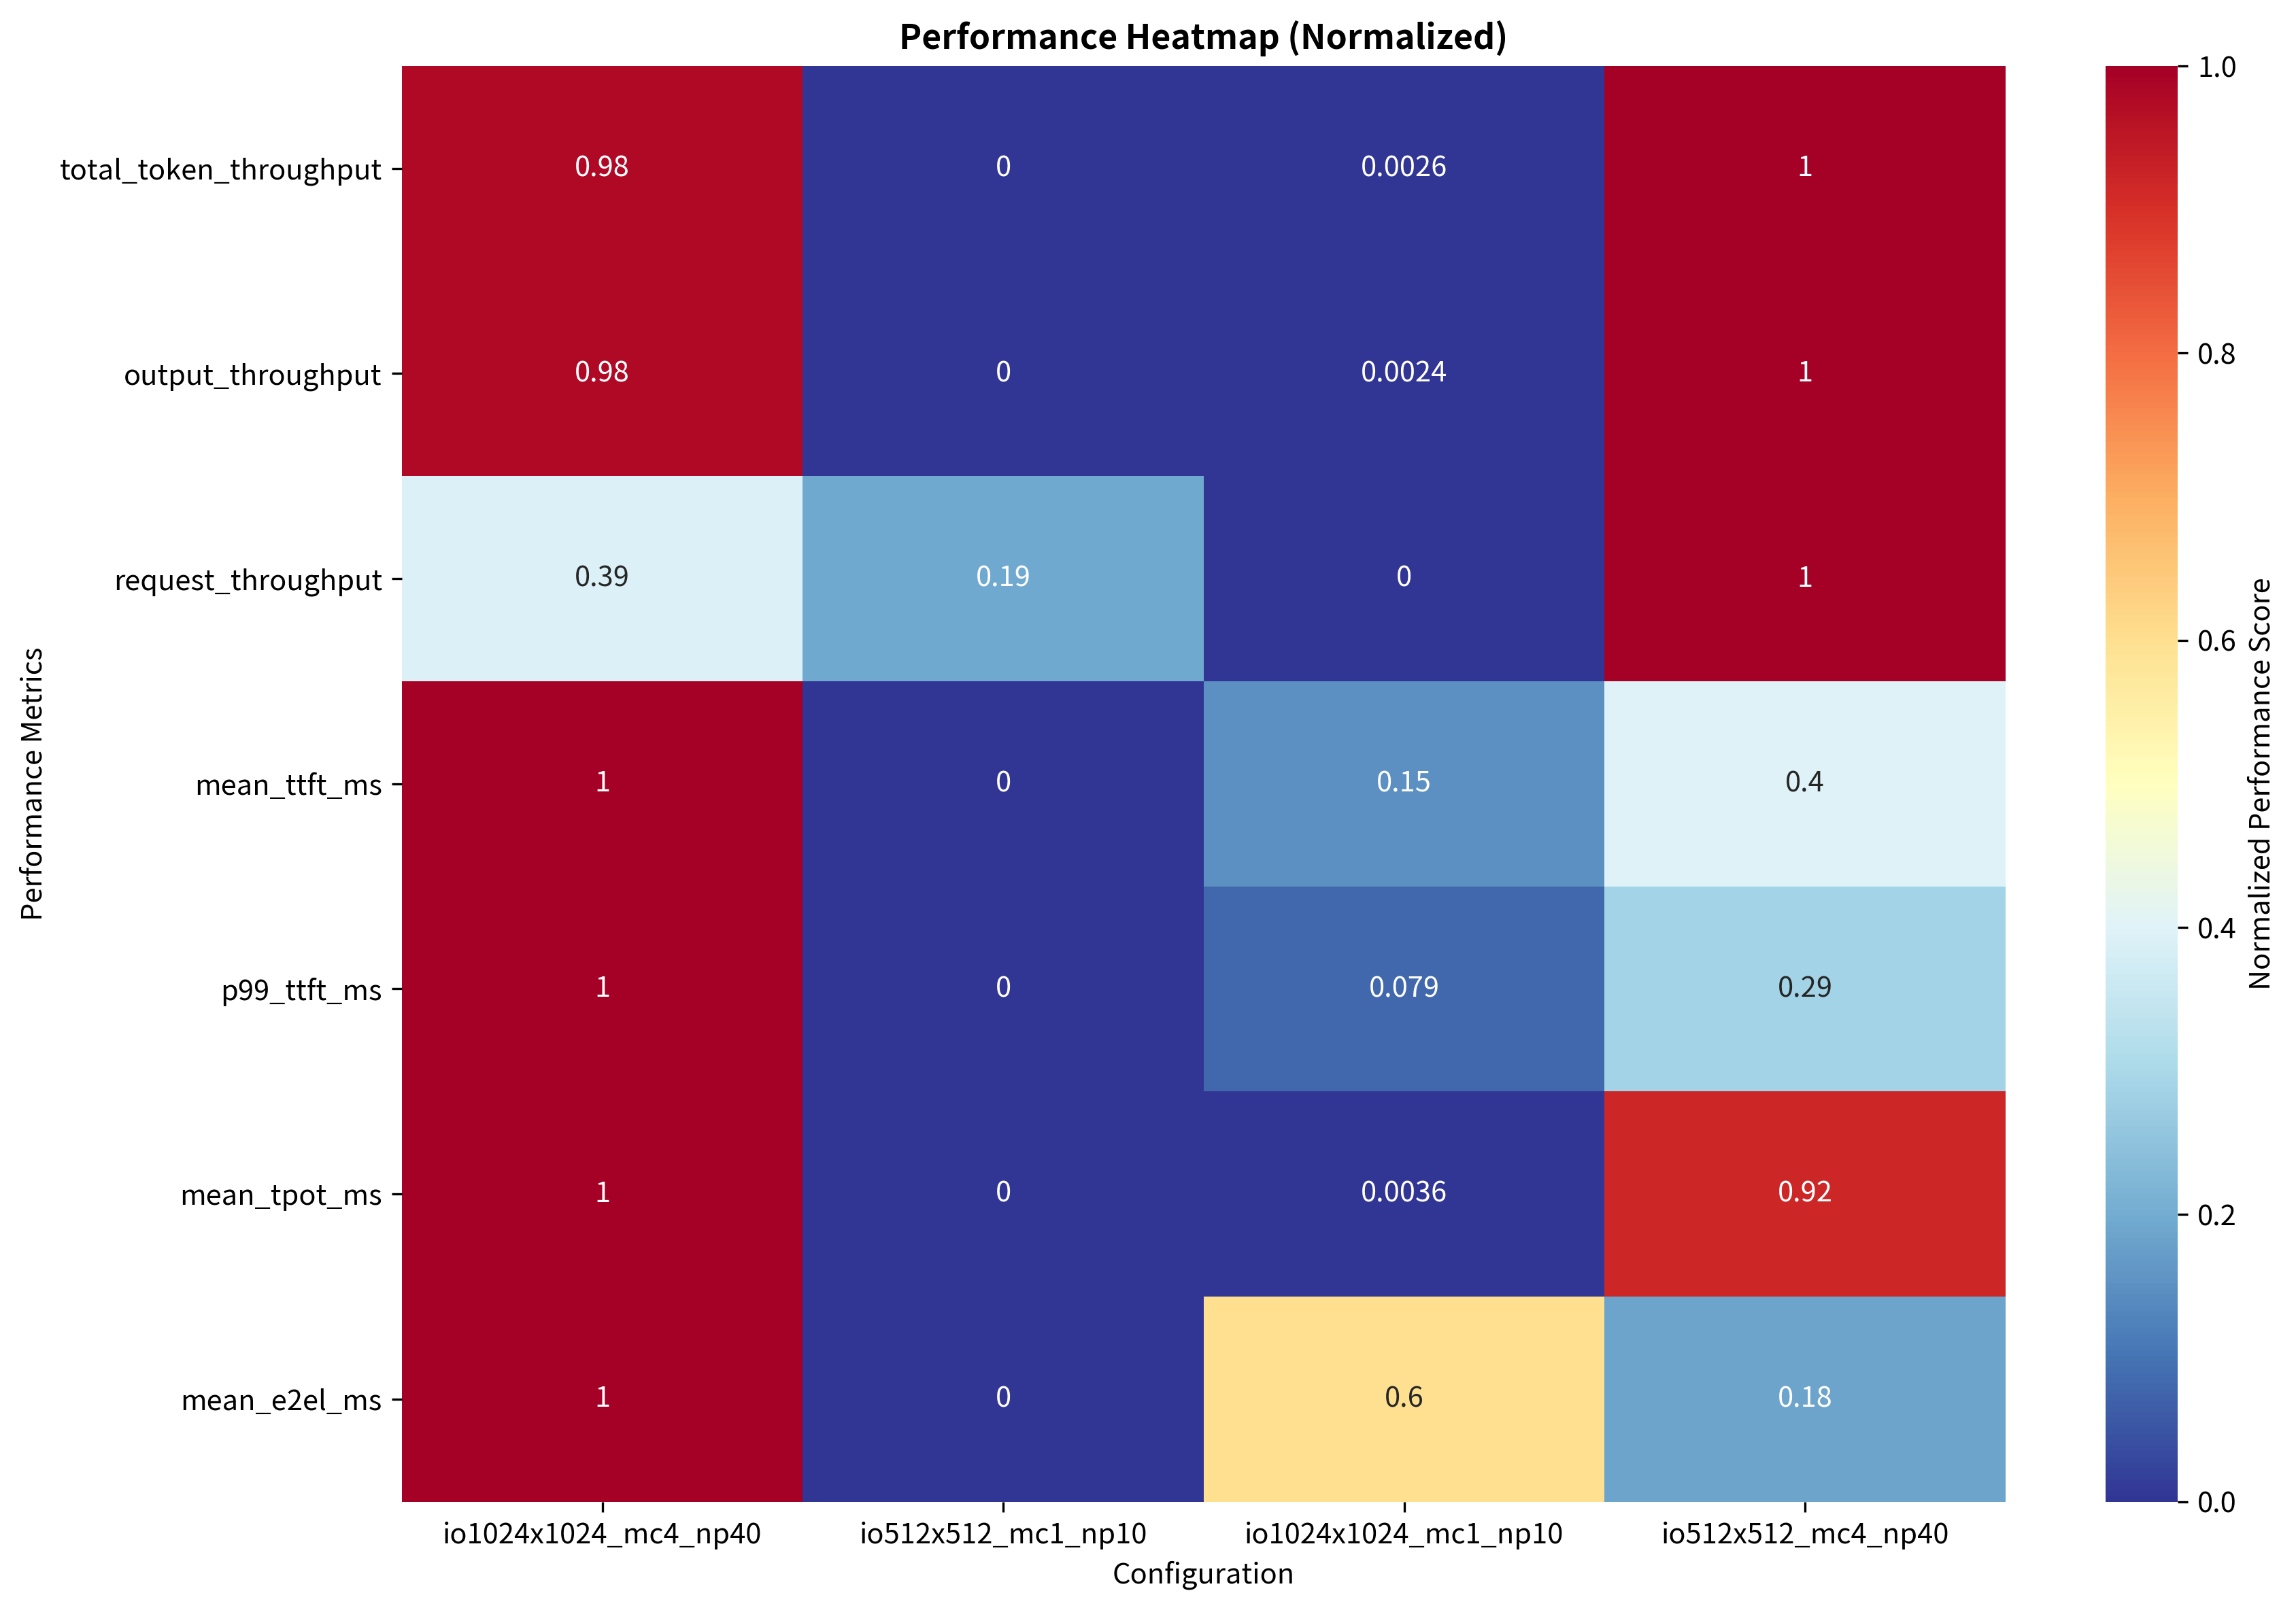 Performance Heatmap (Normalized)
Performance Metrics
total_token_throughput 0.98 0 0.0026 1
output_throughput 0.98 0 0.0024 1
request_throughput 0.39 0.19 0 1
mean_ttft_ms 1 0 0.15 0.4
p99_ttft_ms 1 0 0.079 0.29
mean_tpot_ms 1 0 0.0036 0.92
mean_e2el_ms 1 0 0.6 0.18
io1024x1024_mc4_np40 io512x512_mc1_np10 io1024x1024_mc1_np10 io512x512_mc4_np40
Configuration
1.0
0.8
0.6
0.4
0.2
0.0
Normalized Performance Score